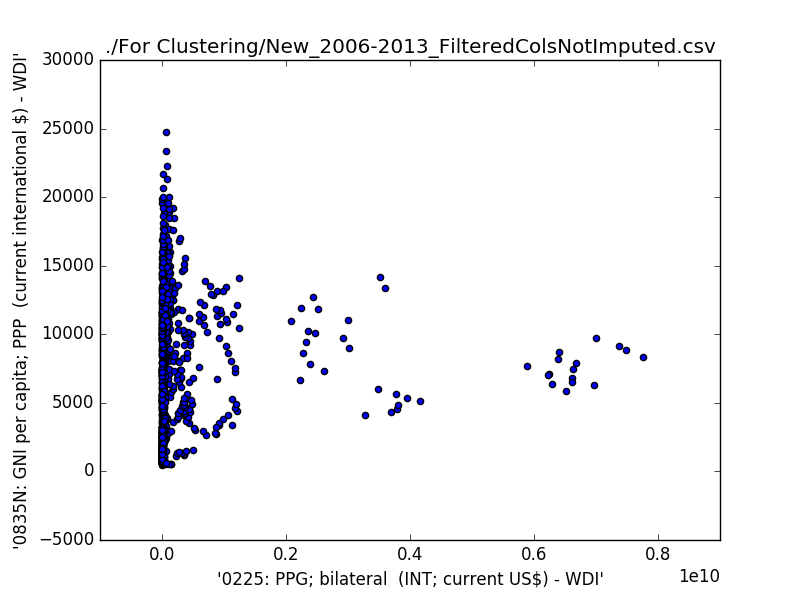 ./For Clustering/New_2006-2013_FilteredColsNotImputed.csv
'0835N: GNI per capita; PPP  (current international $) - WDI'
30000
25000
20000
15000
10000
5000
0
−5000
0.0 0.2 0.4 0.6 0.8
1e10
'0225: PPG; bilateral  (INT; current US$) - WDI'